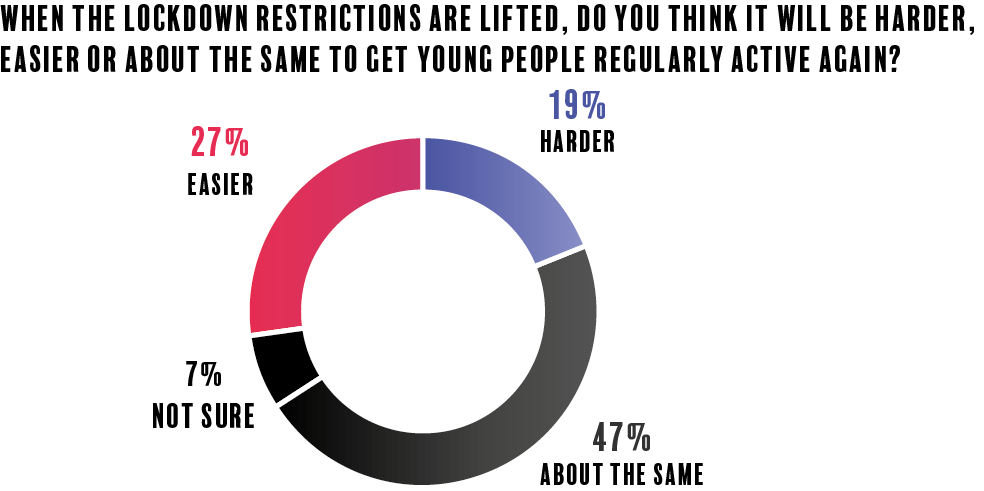 WHEN THE LOCKDOWN RESTRICTIONS ARE LIFTED, DO YOU THINK IT WILL BE HARDER,
EASIER OR ABOUT THE SAME TO GET YOUNG PEOPLE REGULARLY ACTIVE AGAIN?
19%
HARDER
27%
EASIER
7%
NOT SURE
47%
ABOUT THE SAME